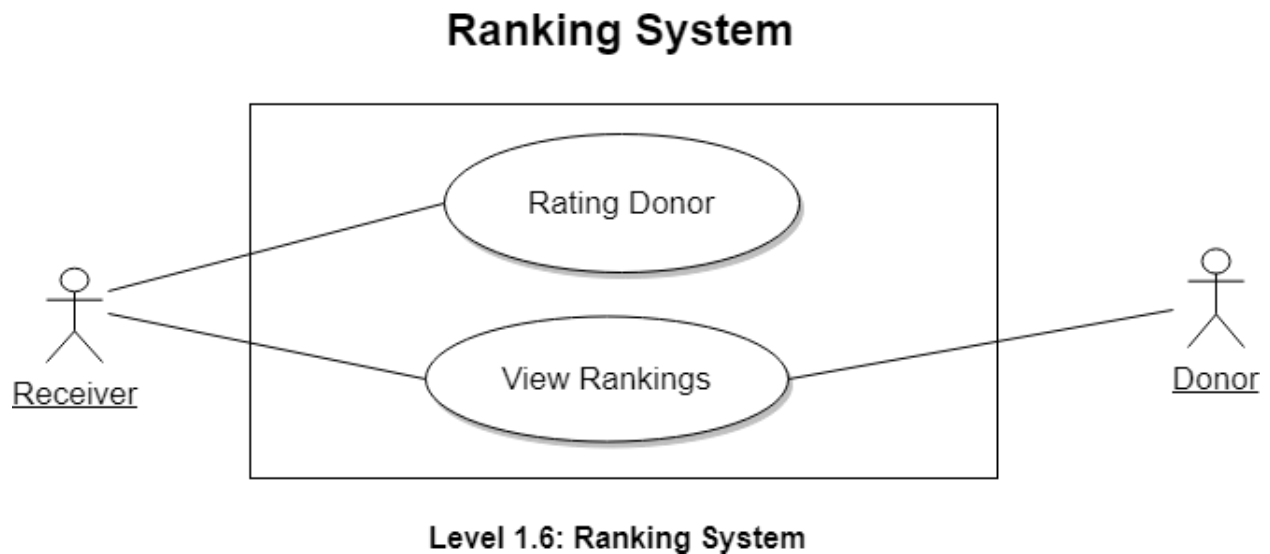 Ranking System
Rating Donor
View Rankings
Receiver
Donor
Level 1.6: Ranking System